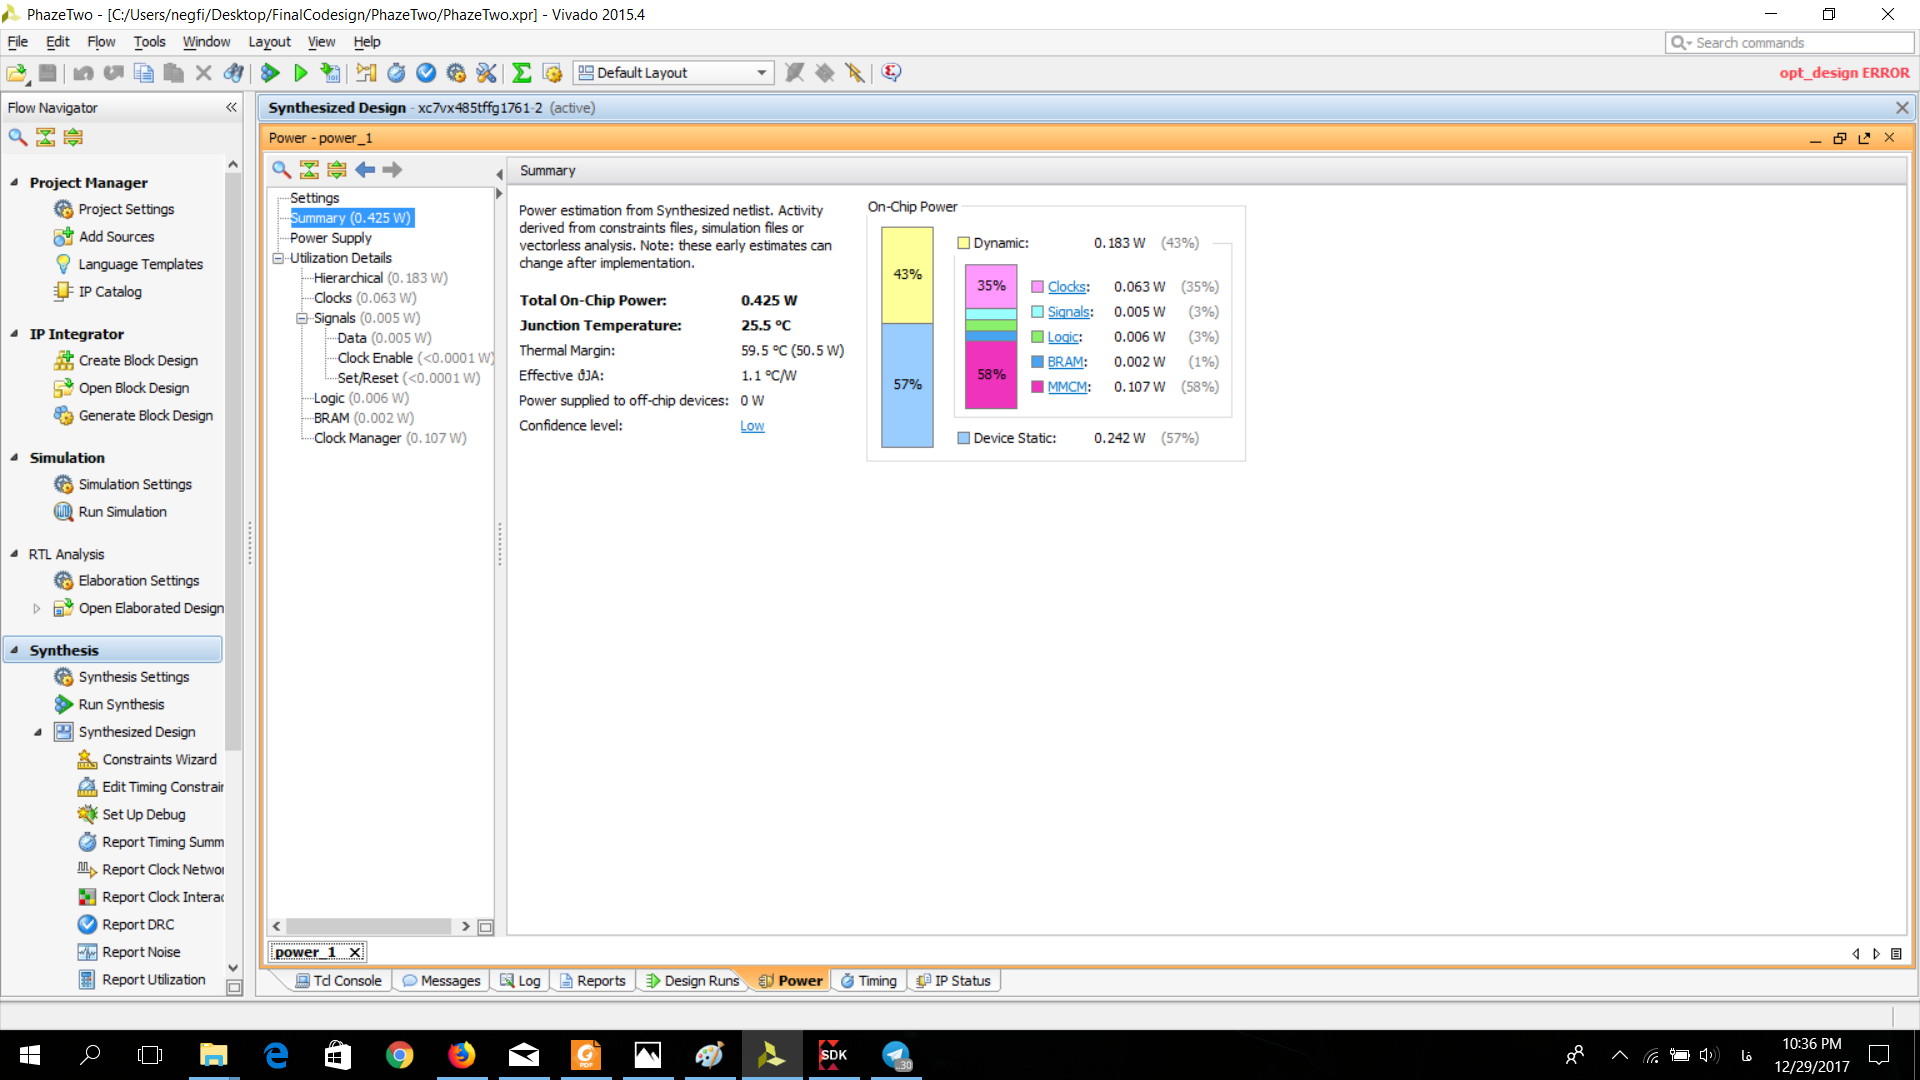 PhazeTwo - [C:/Users/negfi/Desktop/FinalCodesign/PhazeTwo/PhazeTwo.xpr] - Vivado 2015.4
File Edit Flow Tools Window Layout View Help
Search commands
Default Layout
opt_design ERROR
Flow Navigator
Project Manager
Project Settings
Add Sources
Language Templates
IP Catalog
IP Integrator
Create Block Design
Open Block Design
Generate Block Design
Simulation
Simulation Settings
Run Simulation
RTL Analysis
Elaboration Settings
Open Elaborated Design
Synthesis
Synthesis Settings
Run Synthesis
Synthesized Design
Constraints Wizard
Edit Timing Constrair
Set Up Debug
Report Timing Summ
Report Clock Networ
Report Clock Interac
Report DRC
Report Noise
Report Utilization
Synthesized Design - xc7vx485tffg1761-2 (active)
Power - power_1
Settings
Summary (0.425 W)
Power Supply
Utilization Details
Hierarchical (0.183 W)
Clocks (0.063 W)
Signals (0.005 W)
Data (0.005 W)
Clock Enable (<0.0001 W)
Set/Reset (<0.0001 W)
Logic (0.006 W)
BRAM (0.002 W)
Clock Manager (0.107 W)
Summary
Power estimation from Synthesized netlist. Activity
derived from constraints files, simulation files or
vectorless analysis. Note: these early estimates can
change after implementation.
Total On-Chip Power: 0.425 W
Junction Temperature: 25.5 °C
Thermal Margin: 59.5 °C (50.5 W)
Effective ϑJA: 1.1 °C/W
Power supplied to off-chip devices: 0 W
Confidence level: Low
On-Chip Power
43%
57%
Dynamic: 0.183 W (43%)
35%
58%
Clocks: 0.063 W (35%)
Signals: 0.005 W (3%)
Logic: 0.006 W (3%)
BRAM: 0.002 W (1%)
MMCM: 0.107 W (58%)
Device Static: 0.242 W (57%)
power_1
Tcl Console Messages Log Reports Design Runs Power Timing IP Status
PDF
SDK
30
فا
10:36 PM
12/29/2017